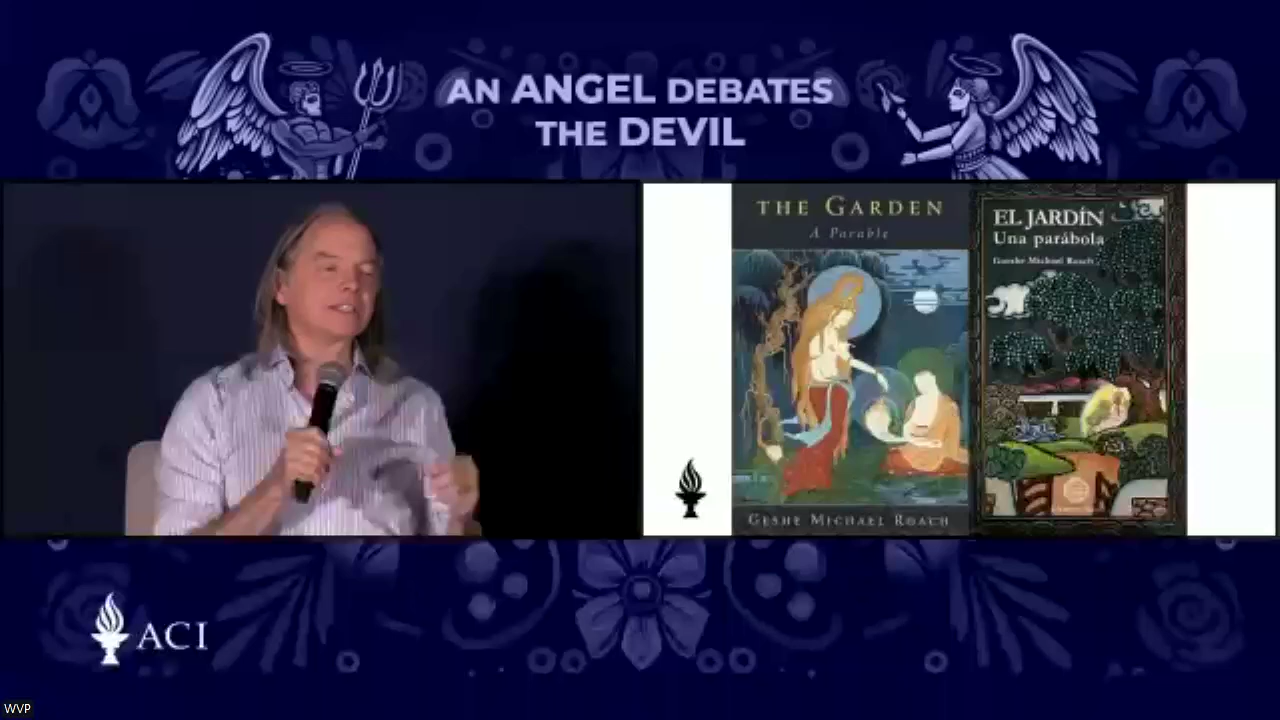 AN ANGEL DEBATES
THE DEVIL
THE GARDEN
A Parable
GESHE MICHAEL ROACH
EL JARDÍN
Una parábola
Gueshe Michael Roach
ACI
WVP